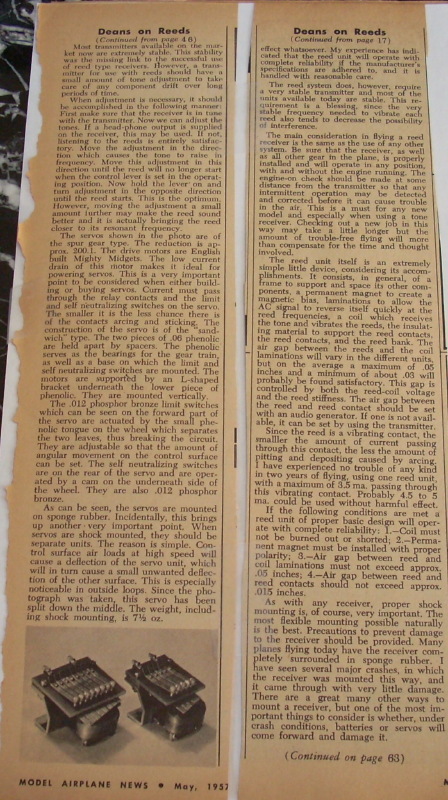 Deans on Reeds
(Continued from page 46)
Most transmitters available on the mar-
ket now are extremely stable. This stability
was the missing link to the successful use
of reed type receivers. However, a trans-
mitter for use with reeds should have a
small amount of tone adjustment to take
care of any component drift over long
periods of time.
When adjustment is necessary, it should
be accomplished in the following manner:
First make sure that the receiver is in tune
with the transmitter. Now we can adjust the
tones. If a head-phone output is supplied
on the receiver, this may be used. If not,
listening to the reeds is entirely satisfac-
tory. Move the adjustment in the direc-
tion which causes the tone to raise in
frequency. Move this adjustment in this
direction until the reed will no longer start
when the control lever is set in the operat-
ing position. Now hold the lever on and
turn adjustment in the opposite direction
until the reed starts. This is the optimum.
However, moving the adjustment a small
amount further may make the reed sound
better and it is actually bringing the reed
closer to its resonant frequency.
The servos shown in the photo are of
the spur gear type. The reduction is ap-
prox. 200:1. The drive motors are English
built Mighty Midgets. The low current
drain of this motor makes it ideal for
powering servos. This is a very important
point to be considered when either build-
ing or buying servos. Current must pass
through the relay contacts and the limit
and self neutralizing switches on the servo.
The smaller it is the less chance there is
of the contacts arcing and sticking. The
construction of the servo is of the "sand-
wich" type. The two pieces of .06 phenolic
are held apart by spacers. The phenolic
serves as the bearings for the gear train,
as well as a base on which the limit and
self neutralizing switches are mounted. The
motors are supported by an L-shaped
bracket underneath the lower piece of
phenolic. They are mounted vertically.
The .012 phosphor bronze limit switches
which can be seen on the forward part of
the servo are actuated by the small phe-
nolic tongue on the wheel which separates
the two leaves, thus breaking the circuit.
They are adjustable so that the amount of
angular movement on the control surface
can be set. The self neutralizing switches
are on the rear of the servo and are oper-
ated by a cam on the underneath side of
the wheel. They are also .012 phosphor
bronze.
As can be seen, the servos are mounted
on sponge rubber. Incidentally, this brings
up another very important point. When
servos are shock mounted, they should be
separate units. The reason is simple. Con-
trol surface air loads at high speed will
cause a deflection of the servo unit, which
will in turn cause a small unwanted deflec-
tion of the other surface. This is especially
noticeable in outside loops. Since the pho-
tograph was taken, this servo has been
split down the middle. The weight, includ-
ing shock mounting, is 7½ oz.
MODEL AIRPLANE NEWS • May, 1957
Deans on Reeds
(Continued from page 17)
effect whatsoever. My experience has indi-
cated that the reed unit will operate with
complete reliability if the manufacturer's
specifications are adhered to, and it is
handled with reasonable care.
The reed system does, however, require
a very stable transmitter and most of the
units available today are stable. This re-
quirement is a blessing, since the very
stable frequency needed to vibrate each
reed also tends to decrease the possibility
of interference.
The main consideration in flying a reed
receiver is the same as the use of any other
system. Be sure that the receiver, as well
as all other gear in the plane, is properly
installed and will operate in any position,
with and without the engine running. The
engine-on check should be made at some
distance from the transmitter so that any
intermittent operation may be detected
and corrected before it can cause trouble
in the air. This is a must for any new
model and especially when using a tone
receiver. Checking out a new job in this
way may take a little longer but the
amount of trouble-free flying will more
than compensate for the time and thought
involved.
The reed unit itself is an extremely
simple little device, considering its accom-
plishments. It consists, in general, of a
frame to support and space its other com-
ponents, a permanent magnet to create a
magnetic bias, laminations to allow the
AC signal to reverse itself quickly at the
reed frequencies, a coil which receives
the tone and vibrates the reeds, the insulat-
ing material to support the reed contacts,
the reed contacts, and the reed bank. The
air gap between the reeds and the coil
laminations will vary in the different units,
but on the average a maximum of .05
inches and a minimum of about .03 will
probably be found satisfactory. This gap is
controlled by both the reed-coil voltage
and the reed stiffness. The air gap between
the reed and reed contact should be set
with an audio generator. If one is not avail-
able, it can be set by using the transmitter.
Since the reed is a vibrating contact, the
smalller the amount of current passing
through this contact, the less the amount of
pitting and depositing caused by arcing.
I have experienced no trouble of any kind
in two years of flying, using one reed unit,
with a maximum of 3.5 ma. passing through
this vibrating contact. Probably 4.5 to 5
ma. could be used without harmful effect.
If the following conditions are met a
reed unit of proper basic design will oper-
ate with complete reliability: 1.—Coil must
not be burned out or shorted; 2.—Perma-
nent magnet must be installed with proper
polarity; 3.—Air gap between reed and
coil laminations must not exceed approx.
.05 inches; 4.—Air gap between reed and
reed contacts should not exceed approx.
.015 inches.
As with any receiver, proper shock
mounting is, of course, very important. The
most flexible mounting possible naturally
is the best. Precautions to prevent damage
to the receiver should be provided. Many
planes flying today have the receiver com-
pletely surrounded in sponge rubber. I
have seen several major crashes, in which
the receiver was mounted this way, and
it came through with very little damage.
There are a great many other ways to
mount a receiver, but one of the most im-
portant things to consider is whether, under
crash conditions, batteries or servos will
come forward and damage it.
(Continued on page 63)